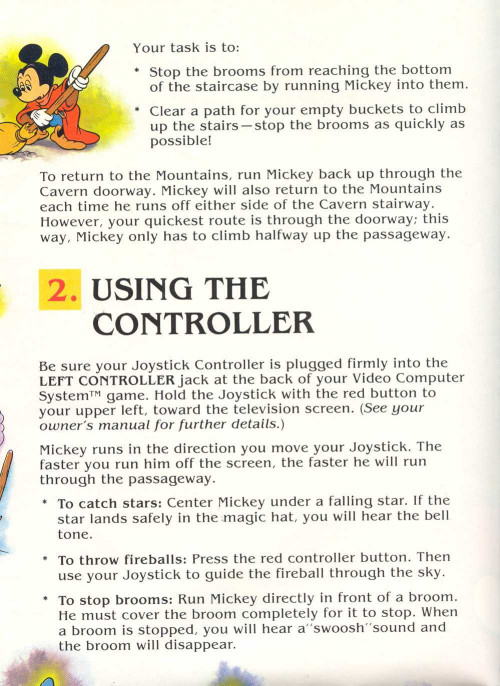 Your task is to:
* Stop the brooms from reaching the bottom
of the staircase by running Mickey into them.
* Clear a path for your empty buckets to climb
up the stairs—stop the brooms as quickly as
possible!
To return to the Mountains, run Mickey back up through the
Cavern doorway. Mickey will also return to the Mountains
each time he runs off either side of the Cavern stairway.
However, your quickest route is through the doorway; this
way, Mickey only has to climb halfway up the passageway.
2. USING THE
CONTROLLER
Be sure your Joystick Controller is plugged firmly into the
LEFT CONTROLLER jack at the back of your Video Computer
System™ game. Hold the Joystick with the red button to
your upper left, toward the television screen. (See your
owner's manual for further details.)
Mickey runs in the direction you move your Joystick. The
faster you run him off the screen, the faster he will run
through the passageway.
* To catch stars: Center Mickey under a falling star. If the
star lands safely in the magic hat, you will hear the bell
tone.
* To throw fireballs: Press the red controller button. Then
use your Joystick to guide the fireball through the sky.
* To stop brooms: Run Mickey directly in front of a broom.
He must cover the broom completely for it to stop. When
a broom is stopped, you will hear a''swoosh''sound and
the broom will disappear.